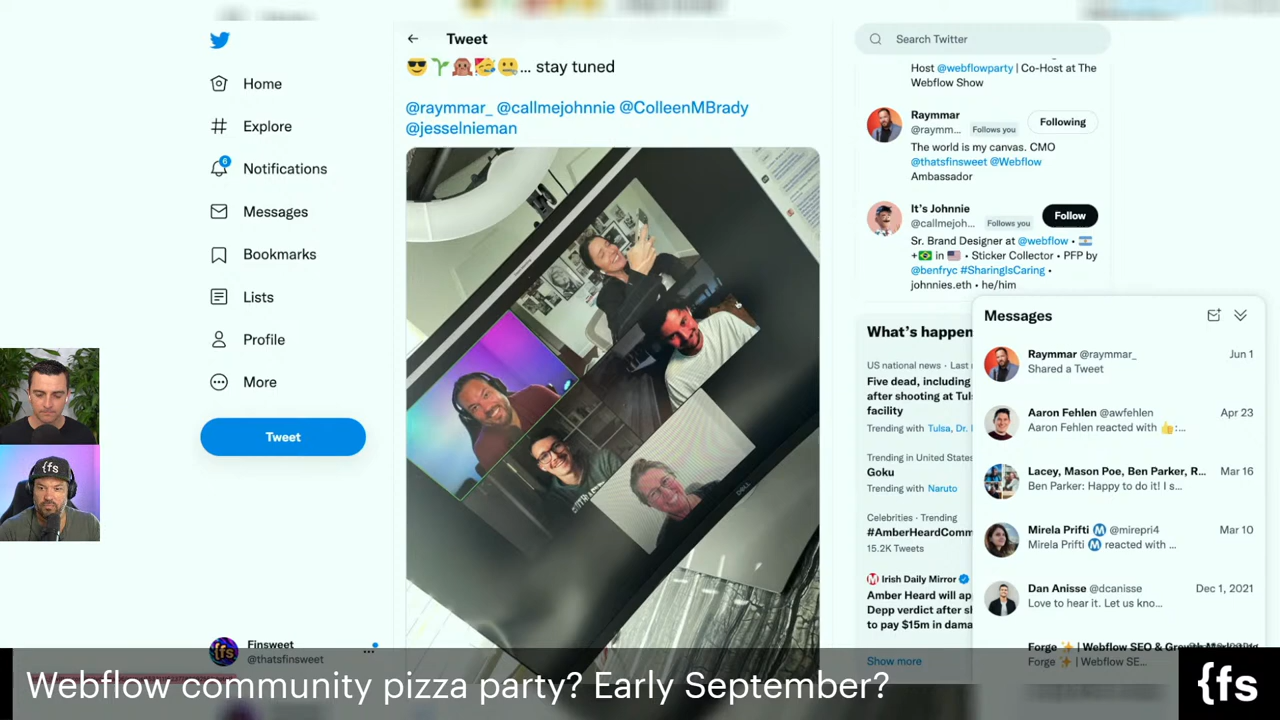 Tweet
😎🌱🙊🥳🤐... stay tuned
@raymmar_ @callmejohnnie @ColleenMBrady
@jesselnieman
Home
Explore
6
Notifications
Messages
Bookmarks
Lists
Profile
More
Tweet
Finsweet
@thatsfinsweet
Search Twitter
Host @webflowparty | Co-Host at The
Webflow Show
Raymmar
@raymm... Follows you
Following
The world is my canvas. CMO
@thatsfinsweet @Webflow
Ambassador
It's Johnnie
@callmejoh... Follows you
Follow
Sr. Brand Designer at @webflow • 🇦🇷
+🇧🇷 in 🇺🇸 • Sticker Collector • PFP by
@benfryc #SharingIsCaring •
johnnies.eth • he/him
What's happen
US national news · Last
Five dead, including
after shooting at Tuls
facility
Trending with Tulsa, Dr.
Trending in United States
Goku
Trending with Naruto
Celebrities · Trending
#AmberHeardComm
15.2K Tweets
Irish Daily Mirror
Amber Heard will ap
Depp verdict after sh
to pay $15m in dama
Show more
Messages
Raymmar @raymmar_ Jun 1
Shared a Tweet
Aaron Fehlen @awfehlen Apr 23
Aaron Fehlen reacted with 👍:...
Lacey, Mason Poe, Ben Parker, R... Mar 16
Ben Parker: Happy to do it! I s...
Mirela Prifti Ⓜ @mirepri4 Mar 10
Mirela Prifti Ⓜ reacted with ...
Dan Anisse @dcanisse Dec 1, 2021
Love to hear it. Let us kno...
Forge ✨ | Webflow SEO &
Forge ✨ | Webflow SE...
DELL
{fs
Webflow community pizza party? Early September?
{fs